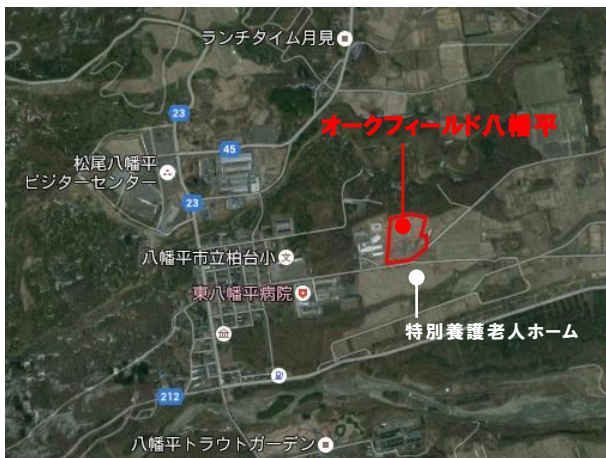 ランチタイム月見
オークフィールド八幡平
23
45
松尾八幡平
ビジターセンター
23
八幡平市立柏台小
文
東八幡平病院
特別養護老人ホーム
212
八幡平トラウトガーデン